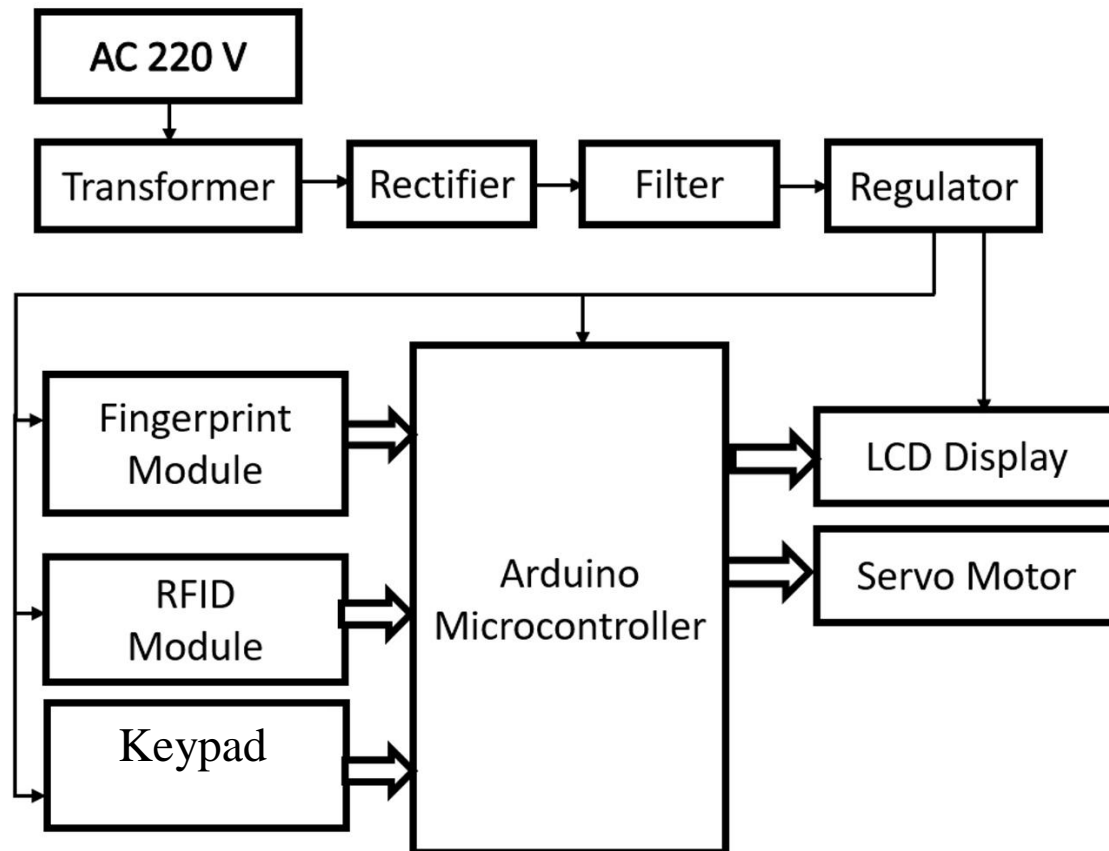 AC 220 V
Transformer
Rectifier
Filter
Regulator
Fingerprint
Module
RFID
Module
Keypad
Arduino
Microcontroller
LCD Display
Servo Motor